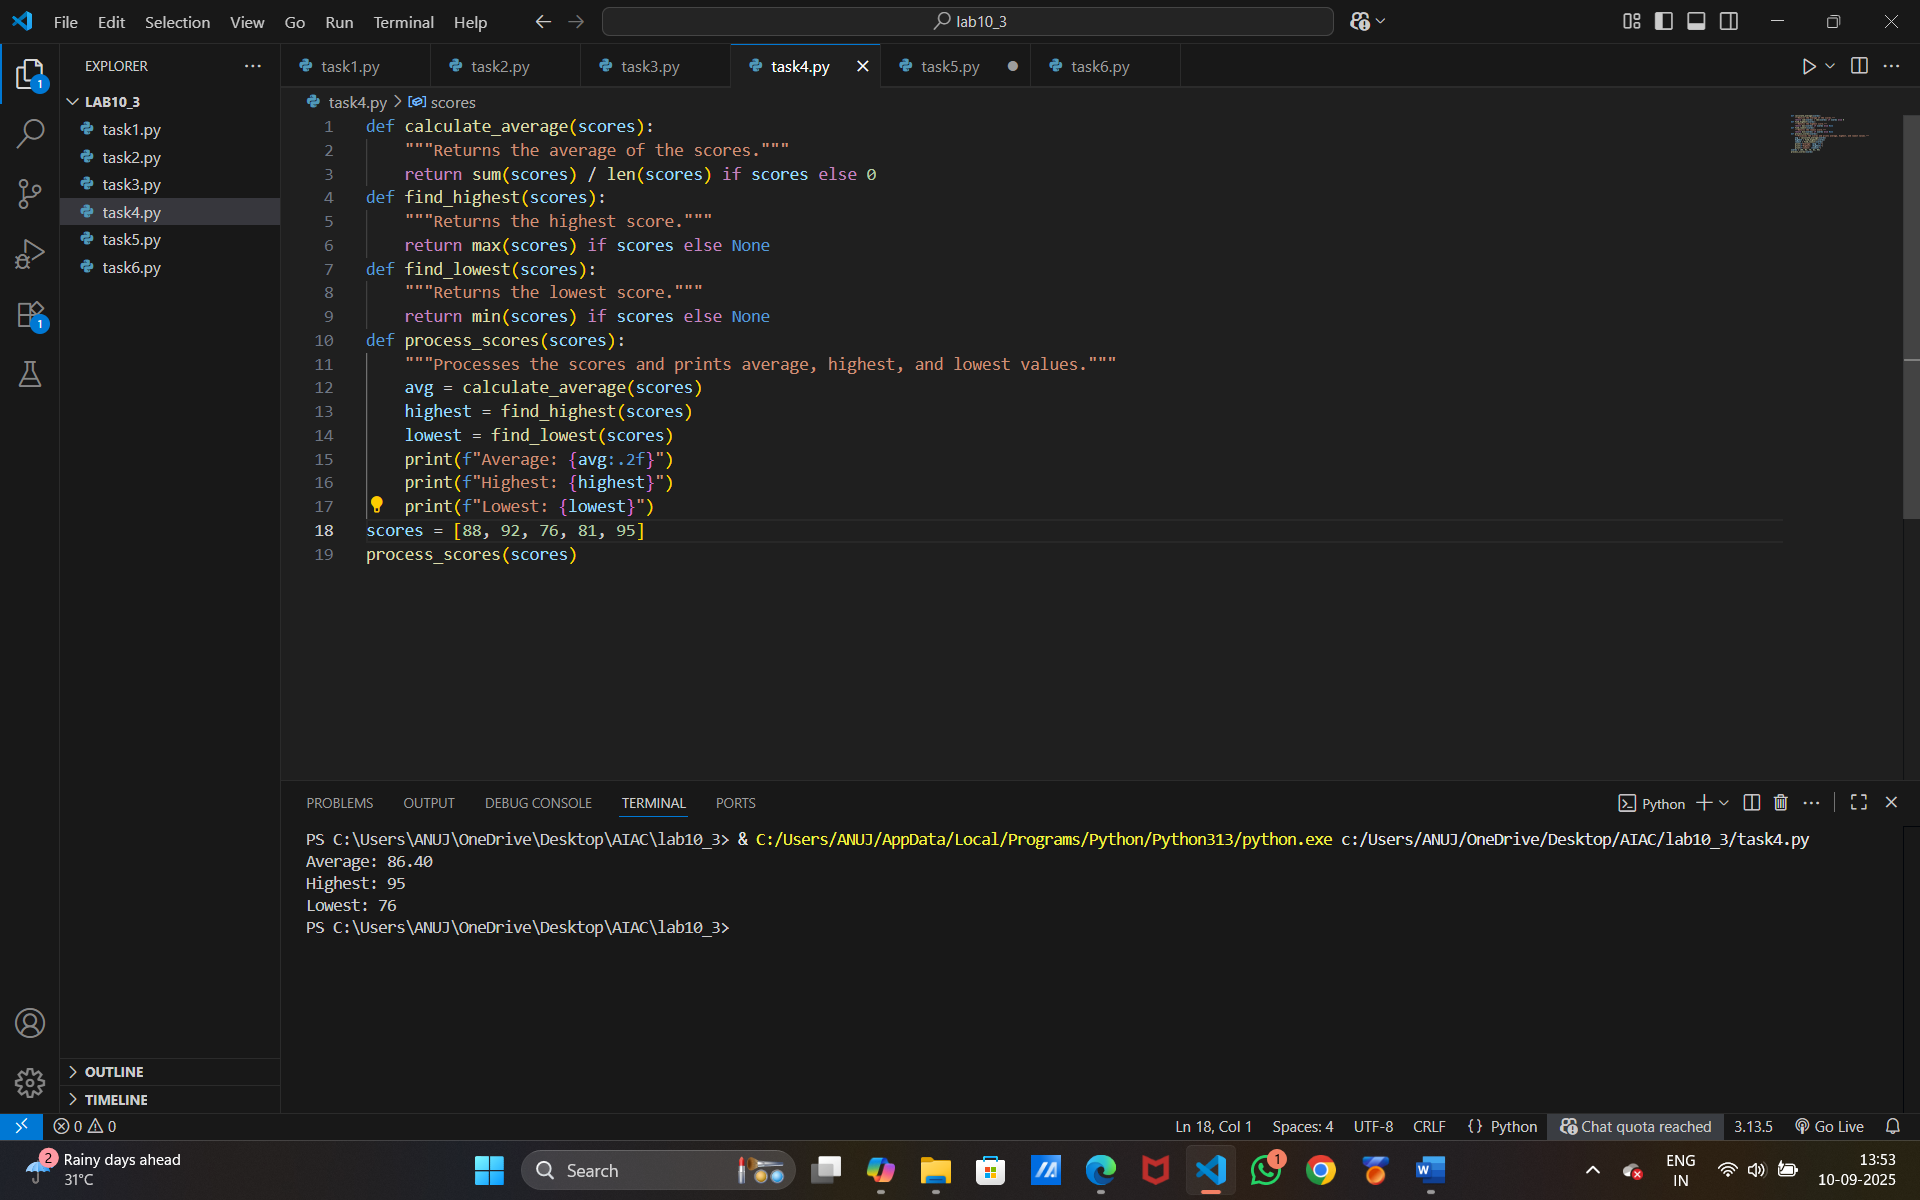 File Edit Selection View Go Run Terminal Help
lab10_3
EXPLORER
LAB10_3
task1.py
task2.py
task3.py
task4.py
task5.py
task6.py
OUTLINE
TIMELINE
1
1
task1.py task2.py task3.py task4.py task5.py task6.py
task4.py > scores
1 def calculate_average(scores):
2     """Returns the average of the scores."""
3     return sum(scores) / len(scores) if scores else 0
4 def find_highest(scores):
5     """Returns the highest score."""
6     return max(scores) if scores else None
7 def find_lowest(scores):
8     """Returns the lowest score."""
9     return min(scores) if scores else None
10 def process_scores(scores):
11     """Processes the scores and prints average, highest, and lowest values."""
12     avg = calculate_average(scores)
13     highest = find_highest(scores)
14     lowest = find_lowest(scores)
15     print(f"Average: {avg:.2f}")
16     print(f"Highest: {highest}")
17     print(f"Lowest: {lowest}")
18 scores = [88, 92, 76, 81, 95]
19 process_scores(scores)
PROBLEMS OUTPUT DEBUG CONSOLE TERMINAL PORTS
Python
PS C:\Users\ANUJ\OneDrive\Desktop\AIAC\lab10_3> & C:/Users/ANUJ/AppData/Local/Programs/Python/Python313/python.exe c:/Users/ANUJ/OneDrive/Desktop/AIAC/lab10_3/task4.py
Average: 86.40
Highest: 95
Lowest: 76
PS C:\Users\ANUJ\OneDrive\Desktop\AIAC\lab10_3>
0 0 Ln 18, Col 1 Spaces: 4 UTF-8 CRLF {} Python Chat quota reached 3.13.5 Go Live
2
Rainy days ahead
31°C
Search
1
ENG
IN
13:53
10-09-2025